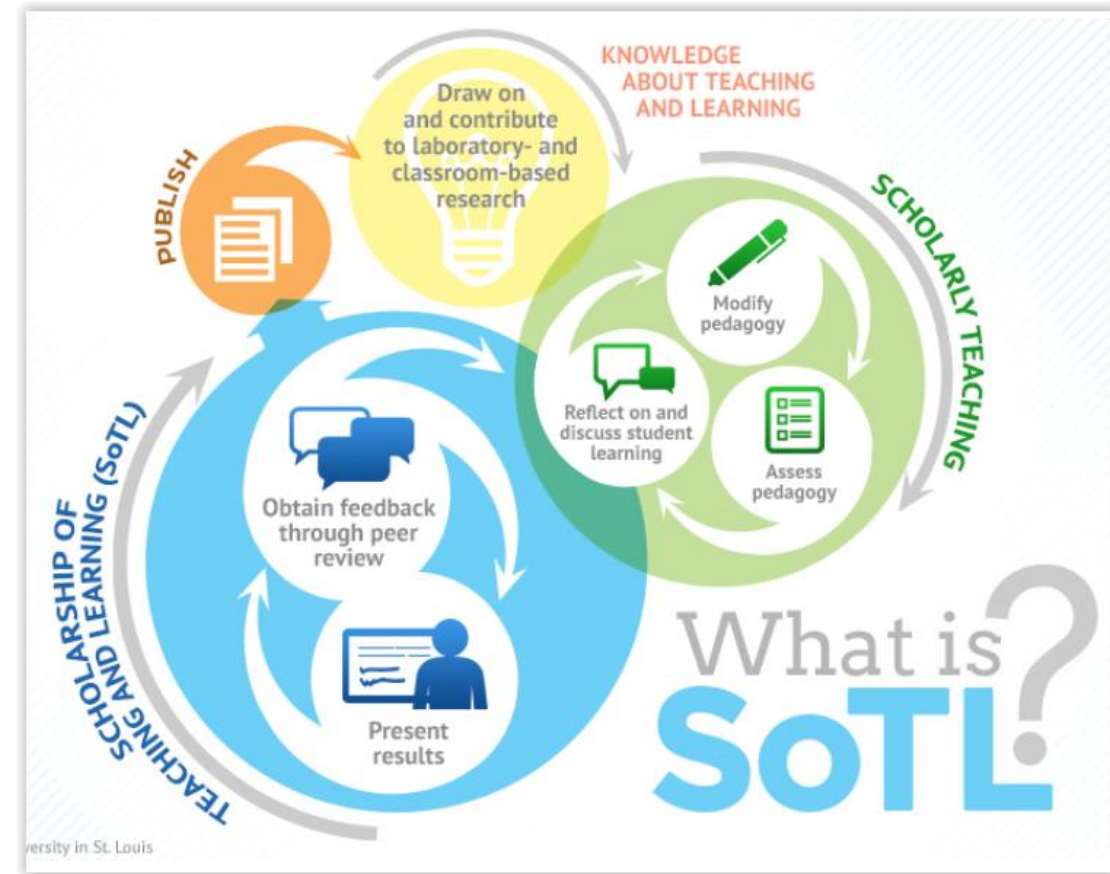 KNOWLEDGE
ABOUT TEACHING
AND LEARNING
Draw on
and contribute
to laboratory- and
classroom-based
research
PUBLISH
SCHOLARLY TEACHING
Modify
pedagogy
Reflect on and
discuss student
learning
Assess
pedagogy
SCHOLARSHIP OF
TEACHING AND LEARNING (SoTL)
Obtain feedback
through peer
review
Present
results
What is
SoTL?
versity in St. Louis